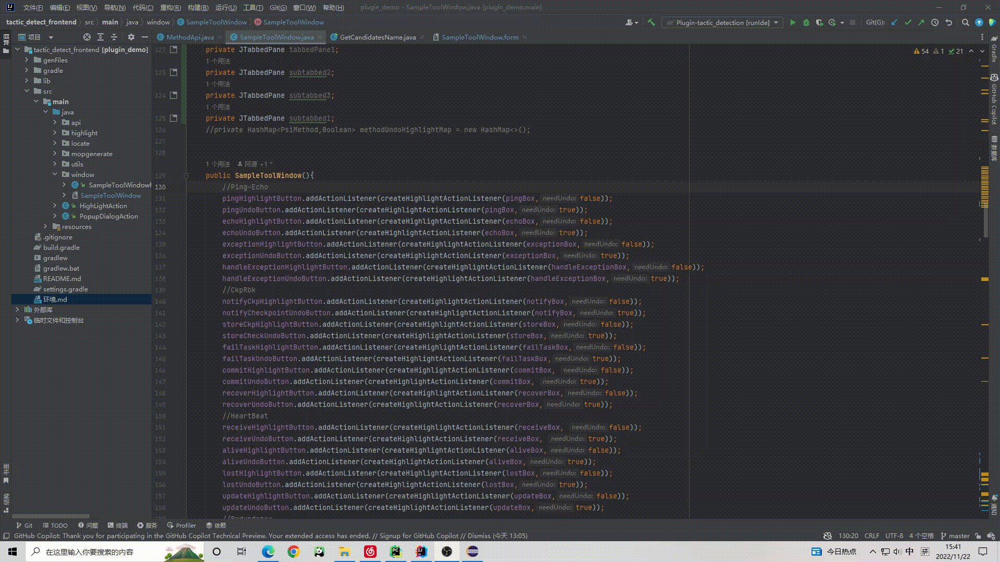 文件(F) 编辑(E) 视图(V) 导航(N) 代码(C) 重构(R) 构建(B) 运行(U) 工具(T) Git(G) 窗口(W) 帮助(H) plugin_demo - SampleToolWindow.java [plugin_demo.main]
tactic_detect_frontend src main java window SampleToolWindow SampleToolWindow Plugin-tactic_detection [runIde] Git(G):
项目 MethodApi.java SampleToolWindow.java GetCandidatesName.java SampleToolWindow.form
项目
tactic_detect_frontend [plugin_demo]
genFiles
gradle
lib
src
main
java
api
highlight
locate
mopgenerate
utils
window
SampleToolWindowF
SampleToolWindow
HighLightAction
PopupDialogAction
resources
.gitignore
build.gradle
gradlew
gradlew.bat
README.md
settings.gradle
环境.md
外部库
临时文件和控制台
书签
结构
122 private JTabbedPane tabbedPane1;
1 个用法
123 private JTabbedPane subtabbed2;
1 个用法
124 private JTabbedPane subtabbed3;
1 个用法
125 private JTabbedPane subtabbed1;
126 //private HashMap<PsiMethod,Boolean> methodUndoHighlightMap = new HashMap<>();
127
128
1 个用法 阿源 +1 *
129 public SampleToolWindow(){
130 //Ping-Echo
131 pingHighlightButton.addActionListener(createHighlightActionListener(pingBox, needUndo: false));
132 pingUndoButton.addActionListener(createHighlightActionListener(pingBox, needUndo: true));
133 echoHighlightButton.addActionListener(createHighlightActionListener(echoBox, needUndo: false));
134 echoUndoButton.addActionListener(createHighlightActionListener(echoBox, needUndo: true));
135 exceptionHighlightButton.addActionListener(createHighlightActionListener(exceptionBox, needUndo: false));
136 exceptionUndoButton.addActionListener(createHighlightActionListener(exceptionBox, needUndo: true));
137 handleExceptionHighlightButton.addActionListener(createHighlightActionListener(handleExceptionBox, needUndo: false));
138 handleExceptionUndoButton.addActionListener(createHighlightActionListener(handleExceptionBox, needUndo: true));
139 //CkpRbk
140 notifyCkpHighlightButton.addActionListener(createHighlightActionListener(notifyBox, needUndo: false));
141 notifyCheckpointUndoButton.addActionListener(createHighlightActionListener(notifyBox, needUndo: true));
142 storeCkpHighlightButton.addActionListener(createHighlightActionListener(storeBox, needUndo: false));
143 storeCheckUndoButton.addActionListener(createHighlightActionListener(storeBox, needUndo: true));
144 failTaskHighlightButton.addActionListener(createHighlightActionListener(failTaskBox, needUndo: false));
145 failTaskUndoButton.addActionListener(createHighlightActionListener(failTaskBox, needUndo: true));
146 commitHighlightButton.addActionListener(createHighlightActionListener(commitBox, needUndo: false));
147 commitUndoButton.addActionListener(createHighlightActionListener(commitBox, needUndo: true));
148 recoverHighlightButton.addActionListener(createHighlightActionListener(recoverBox, needUndo: false));
149 recoverUndoButton.addActionListener(createHighlightActionListener(recoverBox, needUndo: true));
150 //HeartBeat
151 receiveHighlightButton.addActionListener(createHighlightActionListener(receiveBox, needUndo: false));
152 receiveUndoButton.addActionListener(createHighlightActionListener(receiveBox, needUndo: true));
153 aliveHighlightButton.addActionListener(createHighlightActionListener(aliveBox, needUndo: false));
154 aliveUndoButton.addActionListener(createHighlightActionListener(aliveBox, needUndo: true));
155 lostHighlightButton.addActionListener(createHighlightActionListener(lostBox, needUndo: false));
156 lostUndoButton.addActionListener(createHighlightActionListener(lostBox, needUndo: true));
157 updateHighlightButton.addActionListener(createHighlightActionListener(updateBox, needUndo: false));
158 updateUndoButton.addActionListener(createHighlightActionListener(updateBox, needUndo: true));
54 1 21
Gradle
GitHub Copilot
数据库
通知
Git TODO 问题 终端 服务 Profiler 依赖
GitHub Copilot: Thank you for participating in the GitHub Copilot Technical Preview. Your extended access has ended. // Signup for GitHub Copilot // Dismiss (今天 13:05) 130:20 CRLF UTF-8 4 个空格 master
在这里输入你要搜索的内容 今日热点 中 拼 15:41
2022/11/22